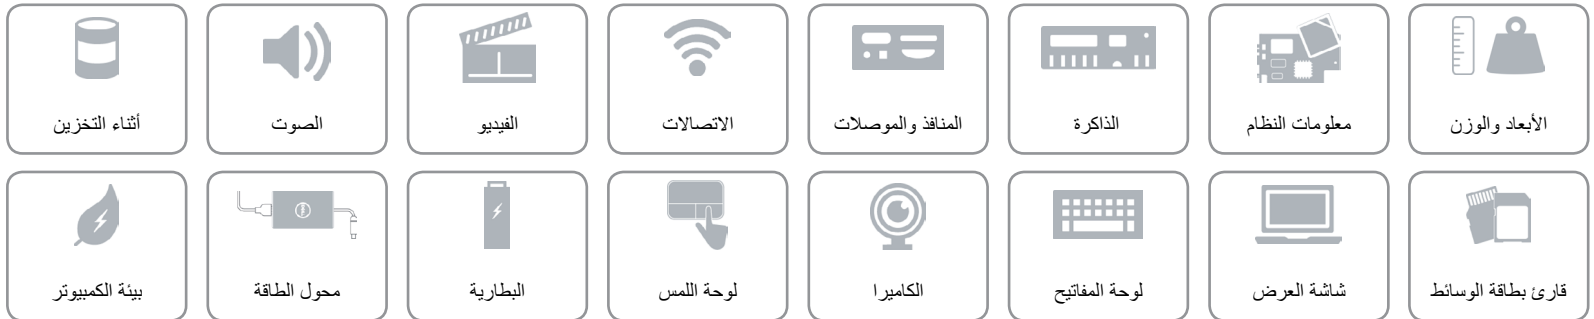 الأبعاد والوزن
معلومات النظام
الذاكرة
المنافذ والموصلات
الاتصالات
الفيديو
الصوت
أثناء التخزين
قارئ بطاقة الوسائط
شاشة العرض
لوحة المفاتيح
الكاميرا
لوحة اللمس
البطارية
محول الطاقة
بيئة الكمبيوتر